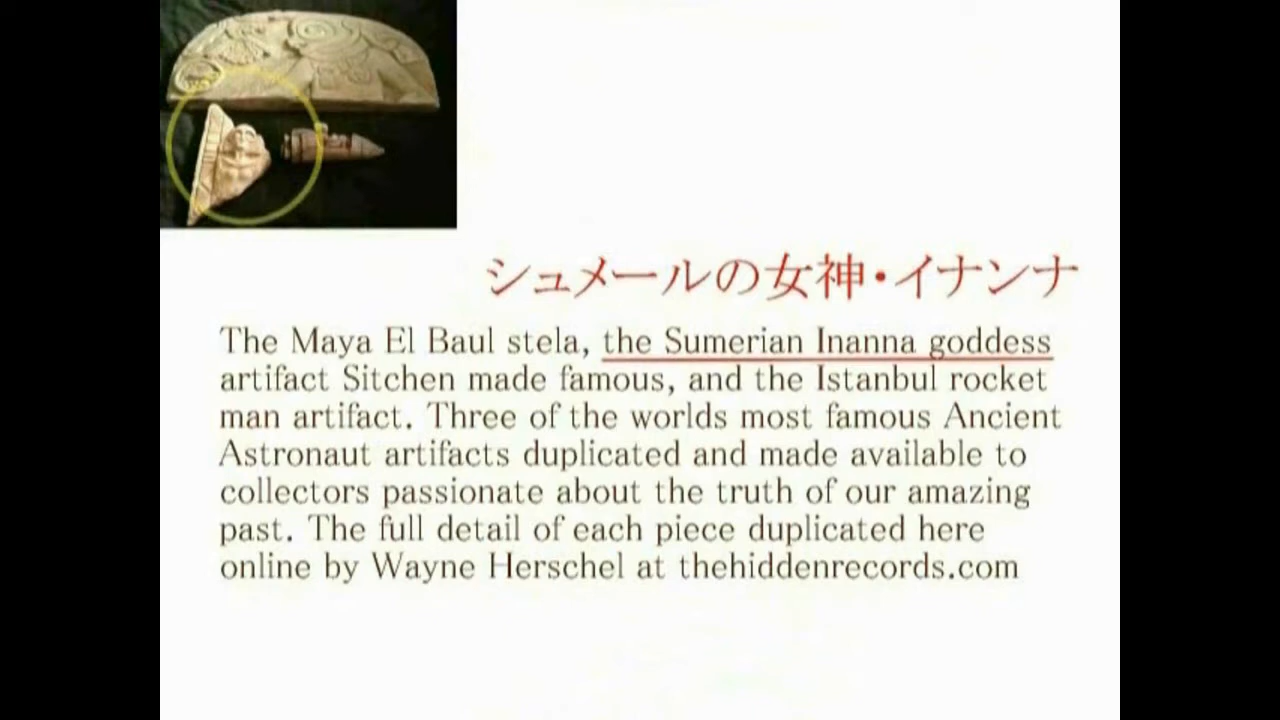 シュメールの女神・イナンナ
The Maya El Baul stela, the Sumerian Inanna goddess
artifact Sitchen made famous, and the Istanbul rocket
man artifact. Three of the worlds most famous Ancient
Astronaut artifacts duplicated and made available to
collectors passionate about the truth of our amazing
past. The full detail of each piece duplicated here
online by Wayne Herschel at thehiddenrecords.com